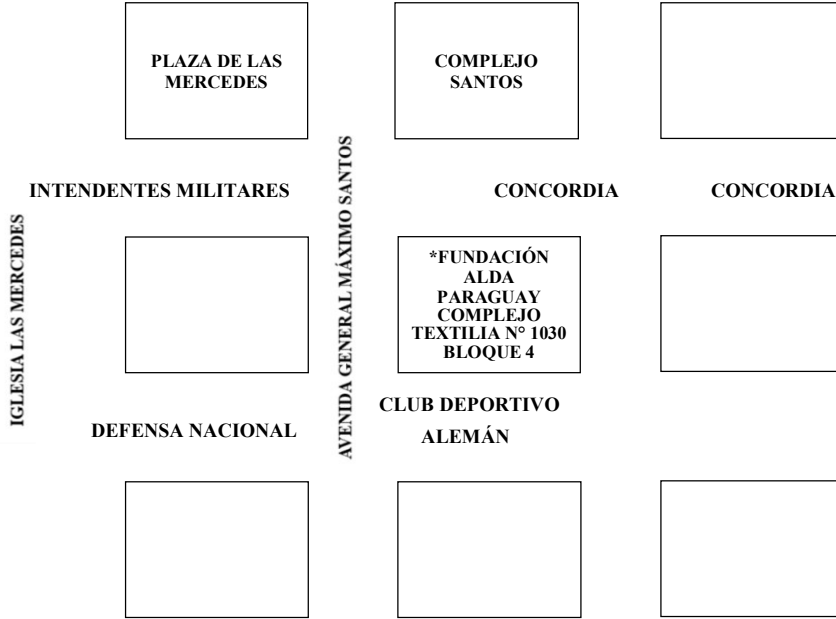 PLAZA DE LAS
MERCEDES
COMPLEJO
SANTOS
INTENDENTES MILITARES
CONCORDIA
CONCORDIA
IGLESIA LAS MERCEDES
AVENIDA GENERAL MÁXIMO SANTOS
*FUNDACIÓN
ALDA
PARAGUAY
COMPLEJO
TEXTILIA N° 1030
BLOQUE 4
DEFENSA NACIONAL
CLUB DEPORTIVO
ALEMÁN